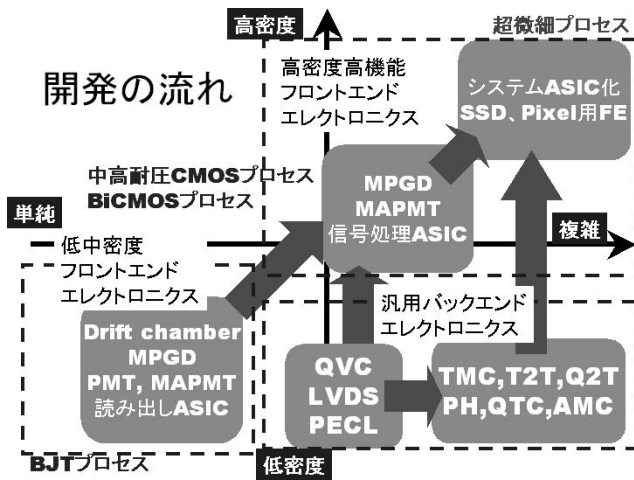 高密度
超微細プロセス
開発の流れ
高密度高機能
フロントエンド
エレクトロニクス
システムASIC化
SSD、Pixel用FE
中高耐圧CMOSプロセス
BiCMOSプロセス
MPGD
MAPMT
信号処理ASIC
単純
複雑
低中密度
フロントエンド
エレクトロニクス
汎用バックエンド
エレクトロニクス
Drift chamber
MPGD
PMT, MAPMT
読み出しASIC
QVC
LVDS
PECL
TMC,T2T,Q2T
PH,QTC,AMC
BJTプロセス
低密度